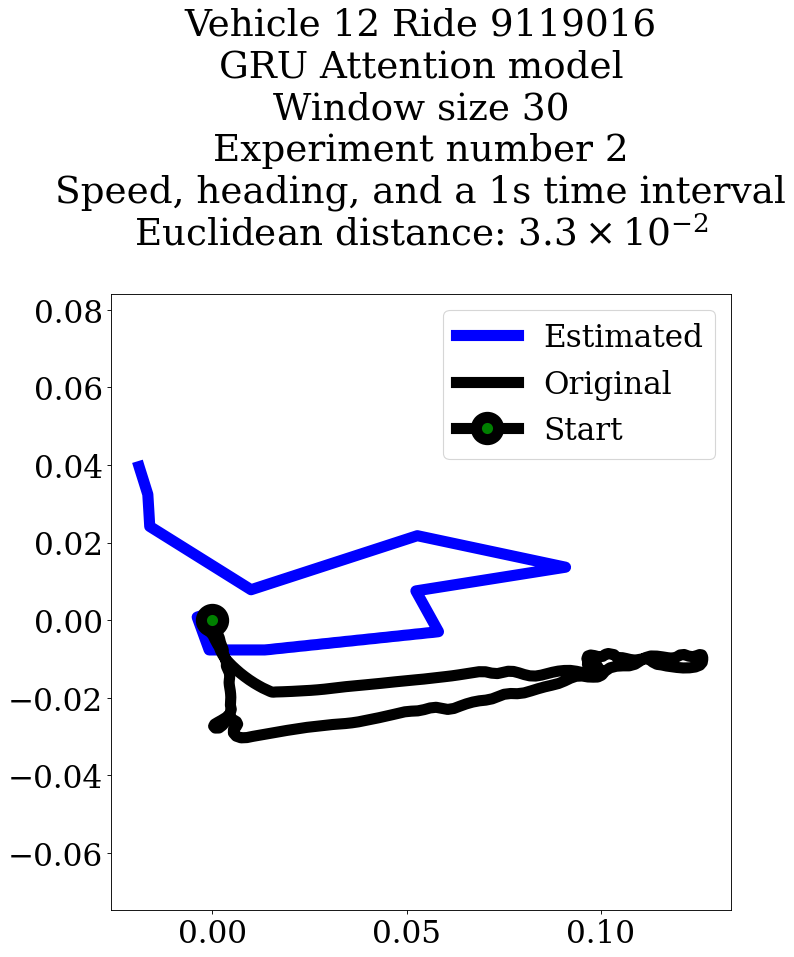 Vehicle 12 Ride 9119016
GRU Attention model
Window size 30
Experiment number 2
Speed, heading, and a 1s time interval
Euclidean distance: 3.3 × 10⁻²
Estimated
Original
Start
0.08
0.06
0.04
0.02
0.00
−0.02
−0.04
−0.06
0.00 0.05 0.10